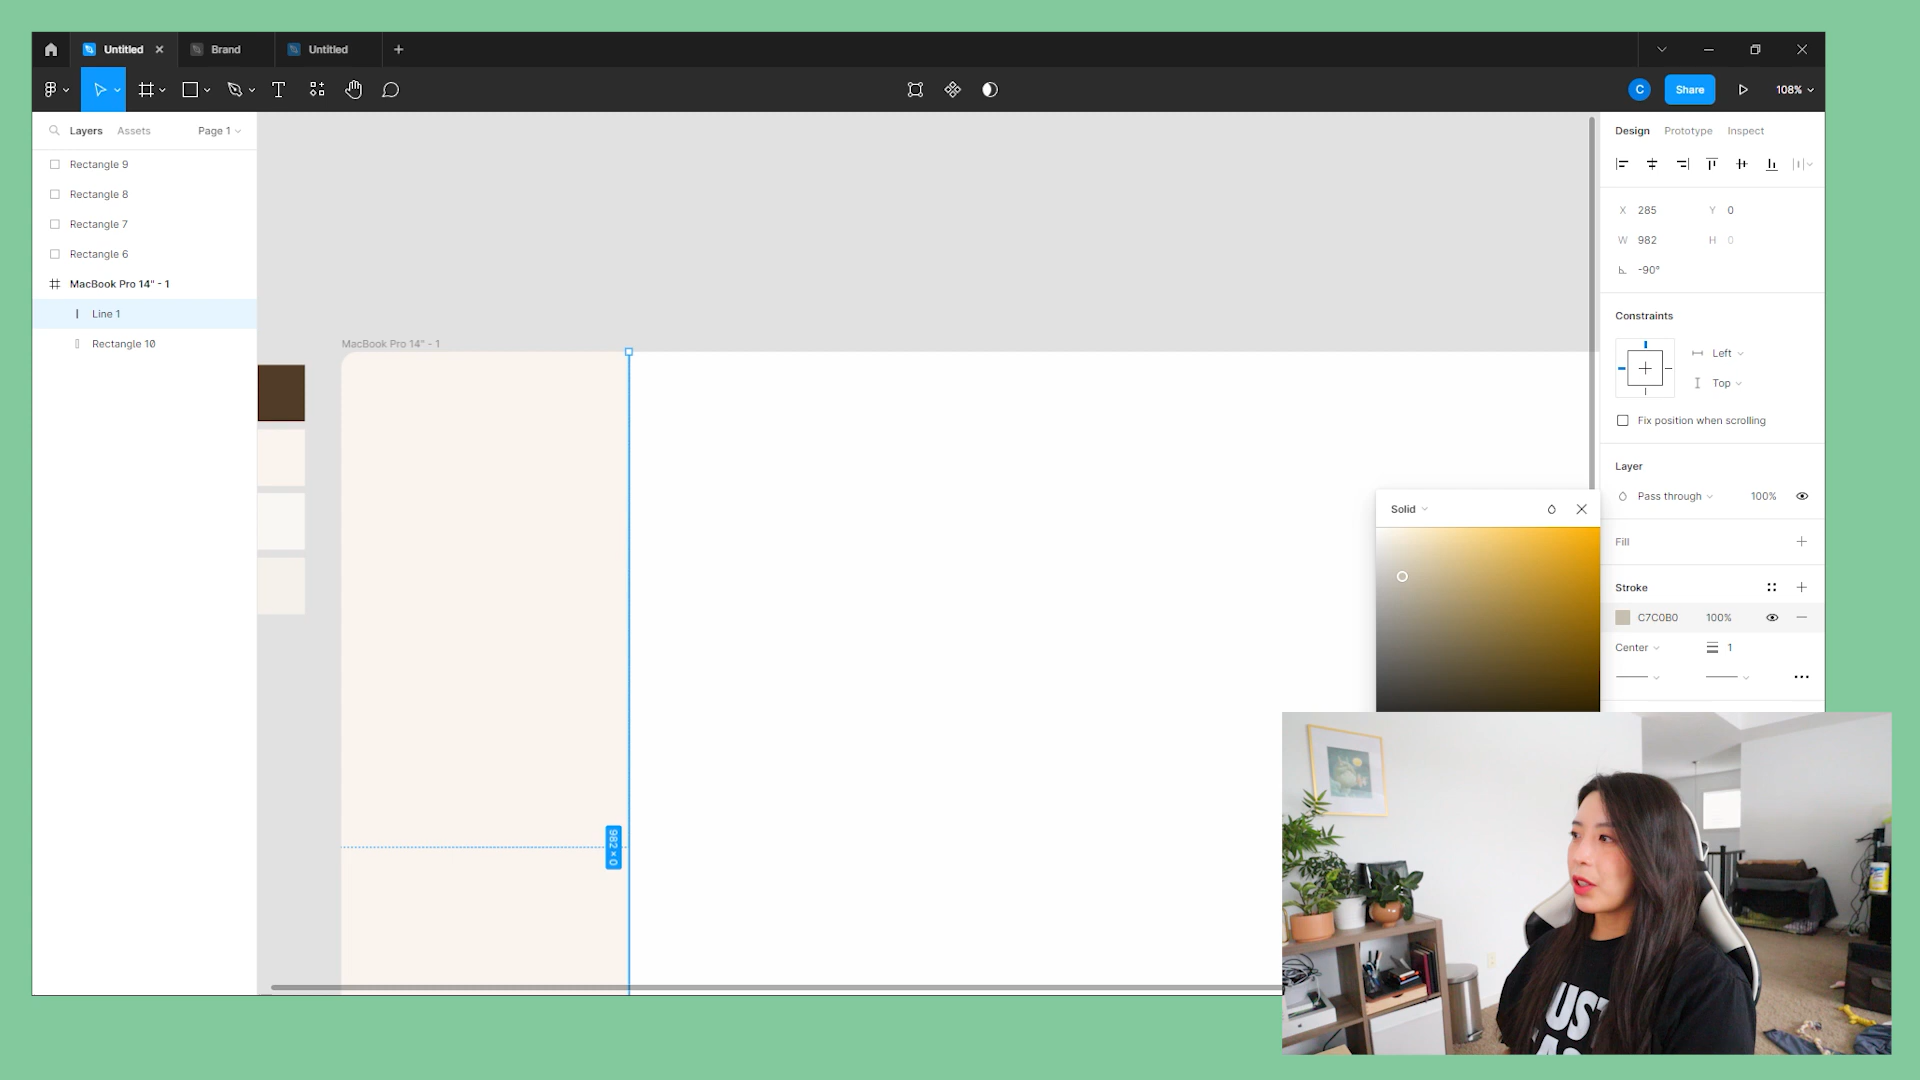 Untitled
Brand
Untitled
C
Share
108%
Layers
Assets
Page 1
Design
Prototype
Inspect
Rectangle 9
Rectangle 8
Rectangle 7
Rectangle 6
MacBook Pro 14" - 1
Line 1
Rectangle 10
MacBook Pro 14" - 1
982 × 0
X 285
Y 0
W 982
H 0
-90°
Constraints
Left
Top
Fix position when scrolling
Layer
Pass through
100%
Fill
Stroke
C7C0B0
100%
Center
1
Solid